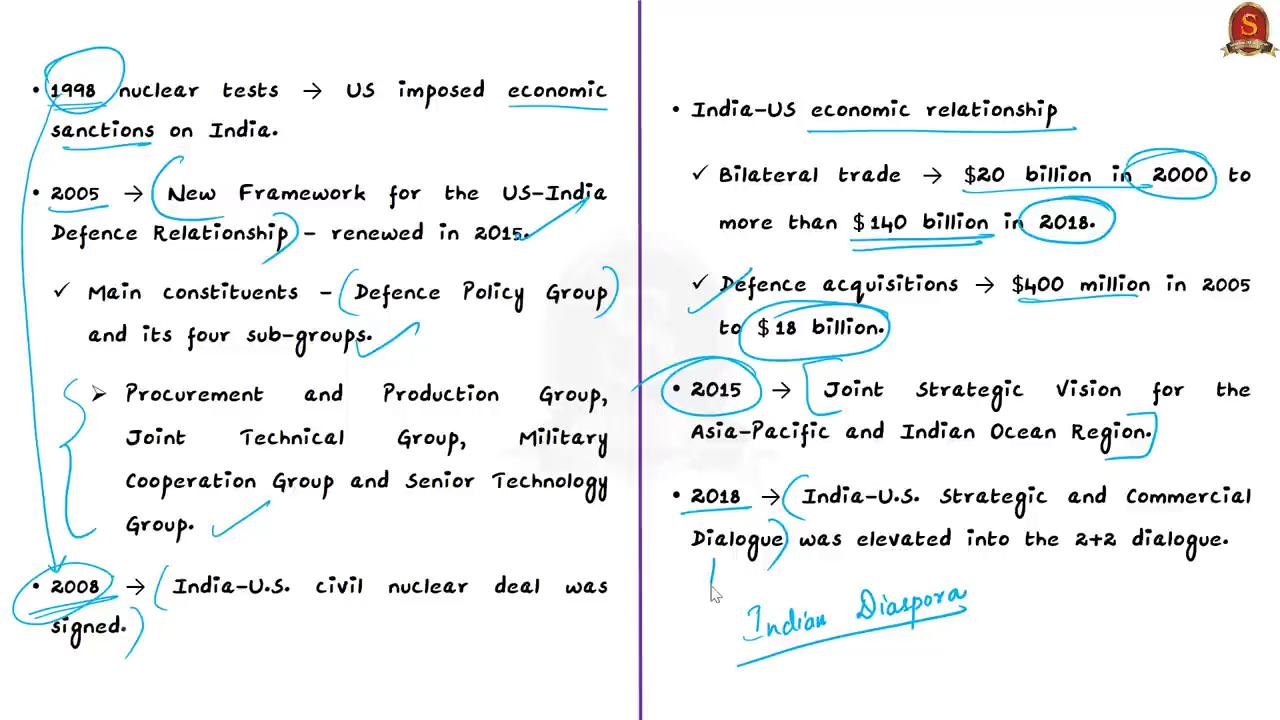 • 1998 nuclear tests → US imposed economic
sanctions on India.
• 2005 → New Framework for the US-India
Defence Relationship - renewed in 2015.
✓ Main constituents - Defence Policy Group
and its four sub-groups.
➢ Procurement and Production Group,
Joint Technical Group, Military
Cooperation Group and Senior Technology
Group.
• 2008 → India-U.S. civil nuclear deal was
signed.
• India-US economic relationship
✓ Bilateral trade → $20 billion in 2000 to
more than $140 billion in 2018.
✓ Defence acquisitions → $400 million in 2005
to $18 billion.
• 2015 → Joint Strategic Vision for the
Asia-Pacific and Indian Ocean Region.
• 2018 → India-U.S. Strategic and Commercial
Dialogue was elevated into the 2+2 dialogue.
Indian Diaspora
S